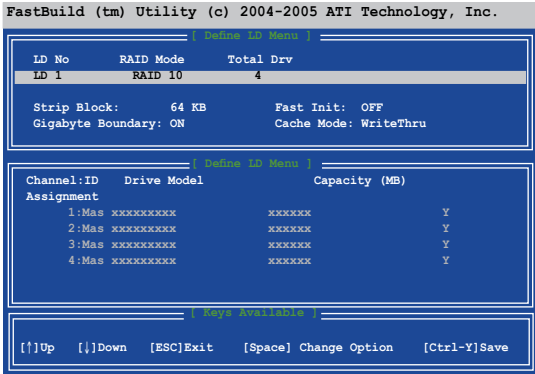 FastBuild (tm) Utility (c) 2004-2005 ATI Technology, Inc.
[ Define LD Menu ]
LD No RAID Mode Total Drv
LD 1 RAID 10 4
Strip Block: 64 KB Fast Init: OFF
Gigabyte Boundary: ON Cache Mode: WriteThru
[ Define LD Menu ]
Channel:ID Drive Model Capacity (MB)
Assignment
1:Mas xxxxxxxxx xxxxxx Y
2:Mas xxxxxxxxx xxxxxx Y
3:Mas xxxxxxxxx xxxxxx Y
4:Mas xxxxxxxxx xxxxxx Y
[ Keys Available ]
[↑]Up [↓]Down [ESC]Exit [Space] Change Option [Ctrl-Y]Save